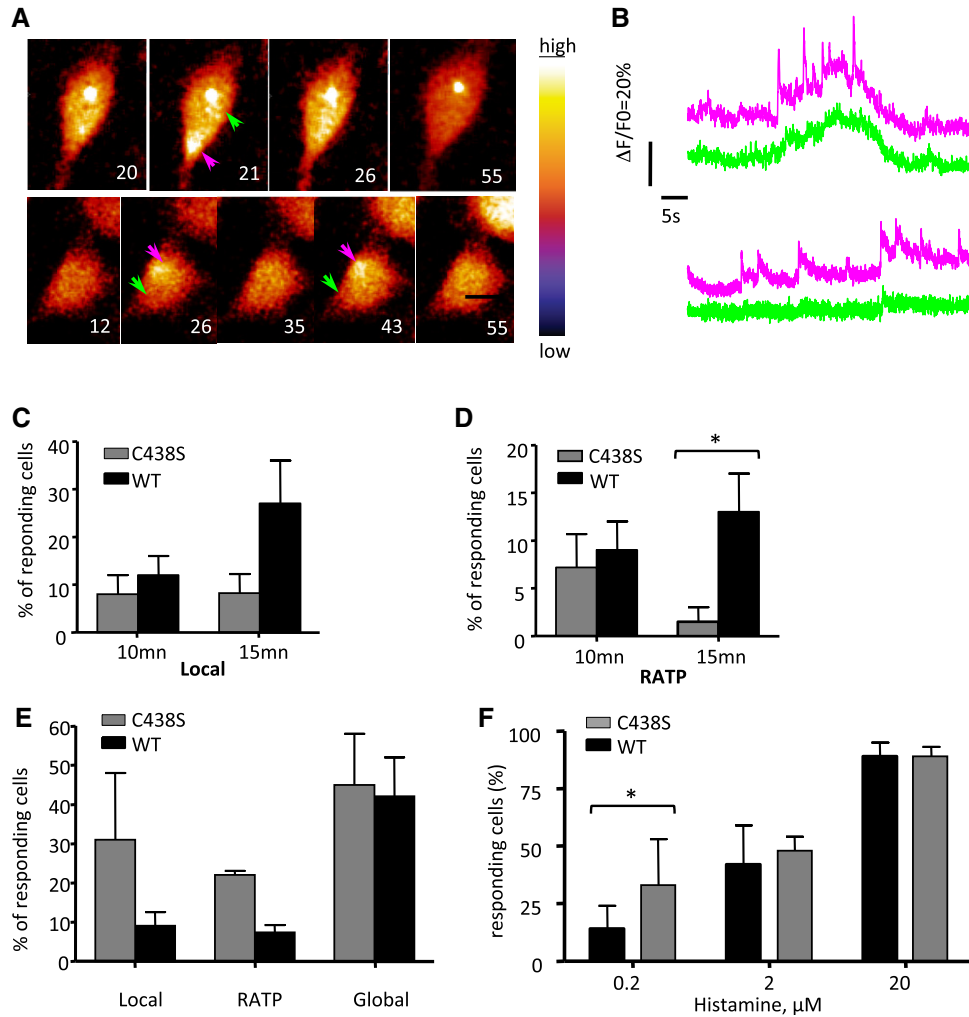 A
high
20
21
26
55
12
26
35
43
55
low
B
ΔF/F0=20%
5s
C
% of reponding cells
40
30
20
10
0
C438S
WT
10mn
15mn
Local
D
% of responding cells
20
15
10
5
0
C438S
WT
*
10mn
15mn
RATP
E
% of responding cells
60
50
40
30
20
10
0
C438S
WT
Local
RATP
Global
F
responding cells (%)
100
75
50
25
0
C438S
WT
*
0.2
2
20
Histamine, µM